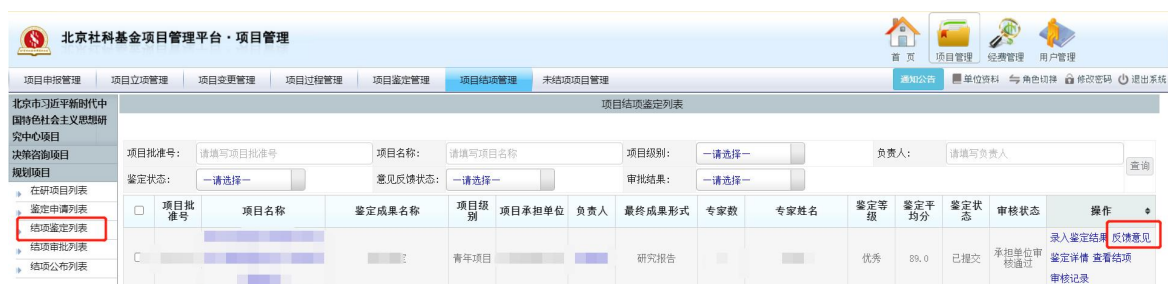 北京社科基金项目管理平台·项目管理
首 页 项目管理 经费管理 用户管理
项目申报管理 项目立项管理 项目变更管理 项目过程管理 项目鉴定管理 项目结项管理 未结项项目管理 通知公告 单位资料 角色切换 修改密码 退出系统
北京市习近平新时代中
国特色社会主义思想研
究中心项目
决策咨询项目
规划项目
在研项目列表
鉴定申请列表
结项鉴定列表
结项审批列表
结项公布列表
项目结项鉴定列表
项目批准号: 请填写项目批准号 项目名称: 请填写项目名称 项目级别: —请选择— 负责人: 请填写负责人
鉴定状态: —请选择— 意见反馈状态: —请选择— 审批结果: —请选择— 查询
项目批准号 项目名称 鉴定成果名称 项目级别 项目承担单位 负责人 最终成果形式 专家数 专家姓名 鉴定等级 鉴定平均分 鉴定状态 审核状态 操作
青年项目 研究报告 优秀 89.0 已提交 承担单位审核通过
录入鉴定结果 反馈意见
鉴定详情 查看结项
审核记录